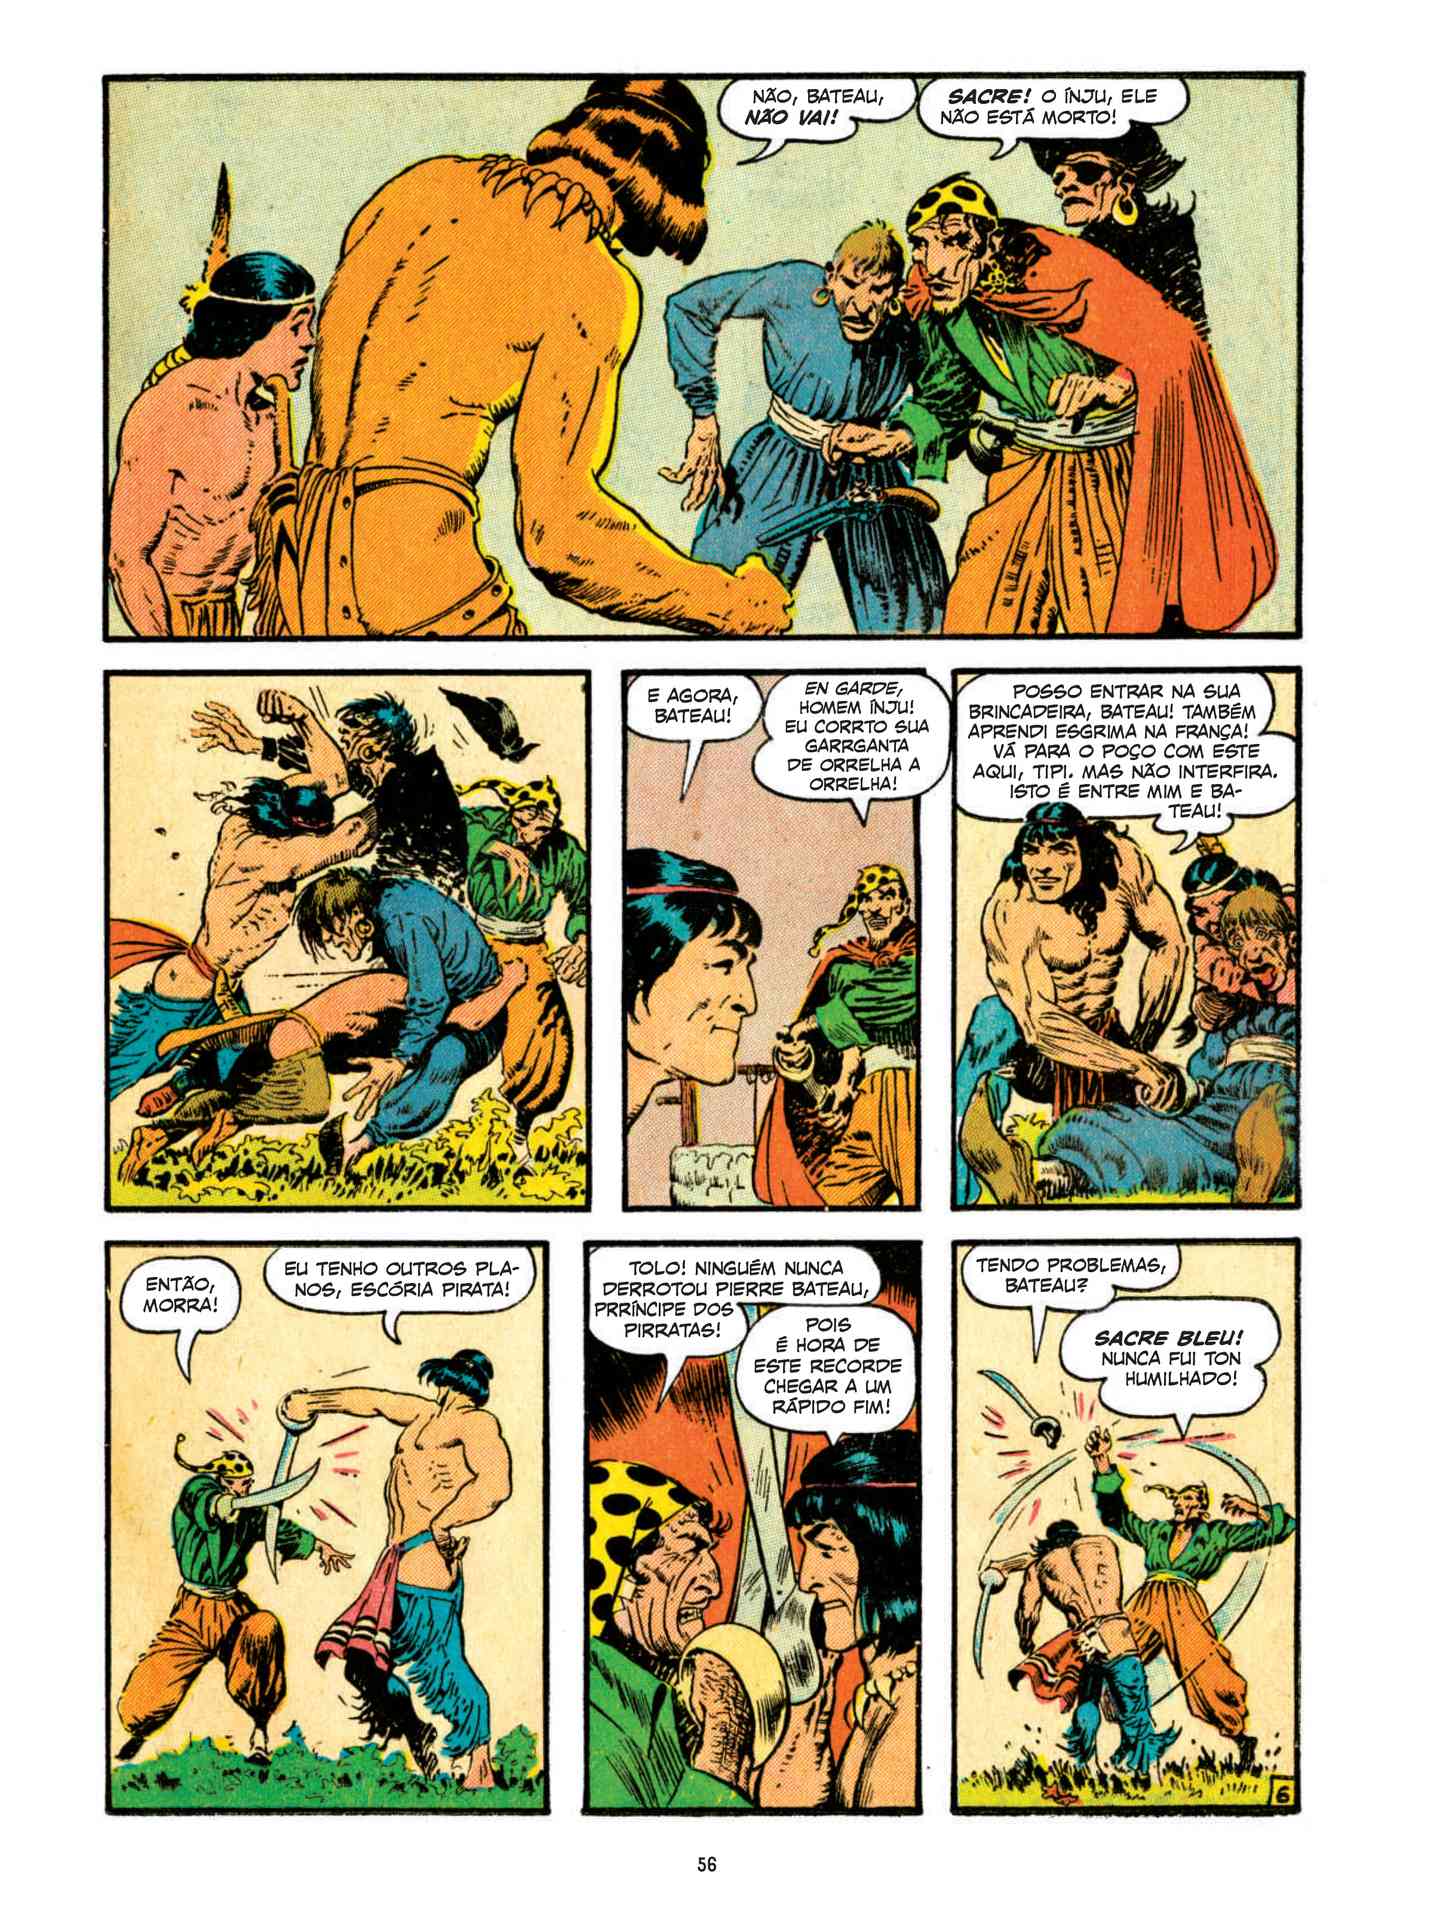 NÃO, BATEAU,
NÃO VAI!
SACRE! O ÍNJU, ELE
NÃO ESTÁ MORTO!
E AGORA,
BATEAU!
EN GARDE,
HOMEM ÍNJU!
EU CORRTO SUA
GARRGANTA
DE ORRELHA A
ORRELHA!
POSSO ENTRAR NA SUA
BRINCADEIRA, BATEAU! TAMBÉM
APRENDI ESGRIMA NA FRANÇA!
VÁ PARA O POÇO COM ESTE
AQUI, TIPI. MAS NÃO INTERFIRA.
ISTO É ENTRE MIM E BA-
TEAU!
ENTÃO,
MORRA!
EU TENHO OUTROS PLA-
NOS, ESCÓRIA PIRATA!
TOLO! NINGUÉM NUNCA
DERROTOU PIERRE BATEAU,
PRRÍNCIPE DOS
PIRRATAS!
POIS
É HORA DE
ESTE RECORDE
CHEGAR A UM
RÁPIDO FIM!
TENDO PROBLEMAS,
BATEAU?
SACRE BLEU!
NUNCA FUI TON
HUMILHADO!
6
56